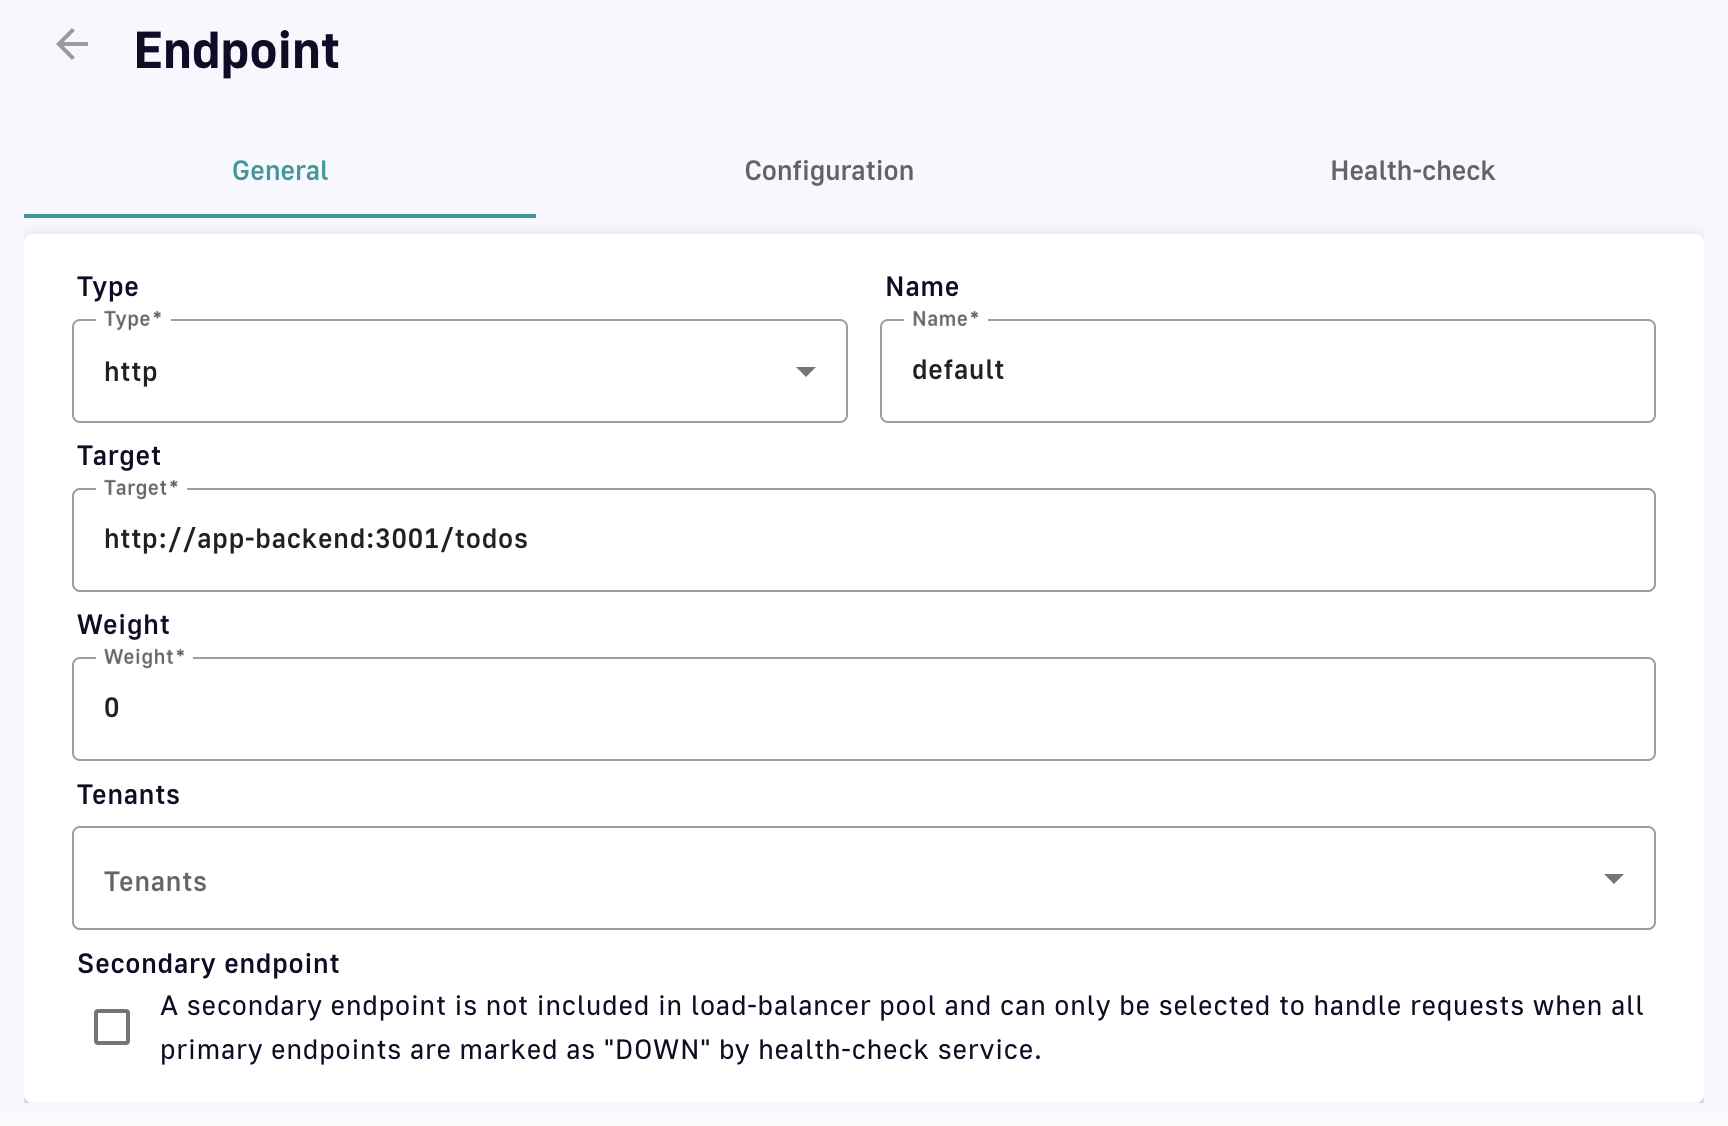 Endpoint
General
Configuration
Health-check
Type
Name
Type*
http
Name*
default
Target
Target*
http://app-backend:3001/todos
Weight
Weight*
0
Tenants
Tenants
Secondary endpoint
A secondary endpoint is not included in load-balancer pool and can only be selected to handle requests when all
primary endpoints are marked as "DOWN" by health-check service.